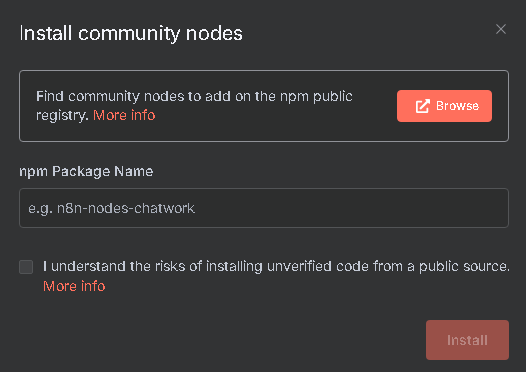 Install community nodes
Find community nodes to add on the npm public
registry. More info
Browse
npm Package Name
e.g. n8n-nodes-chatwork
I understand the risks of installing unverified code from a public source.
More info
Install